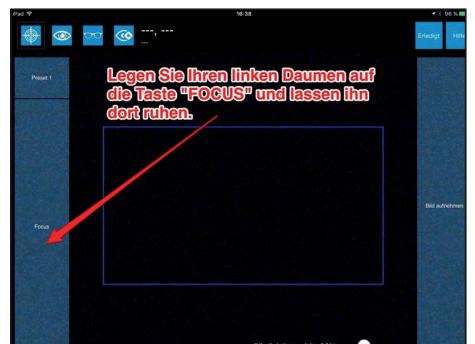 iPad
16:38
96 %
---, ---
---
Erledigt
Hilfe
Preset 1
Legen Sie Ihren linken Daumen auf
die Taste "FOCUS" und lassen ihn
dort ruhen.
Bild aufnehmen
Focus